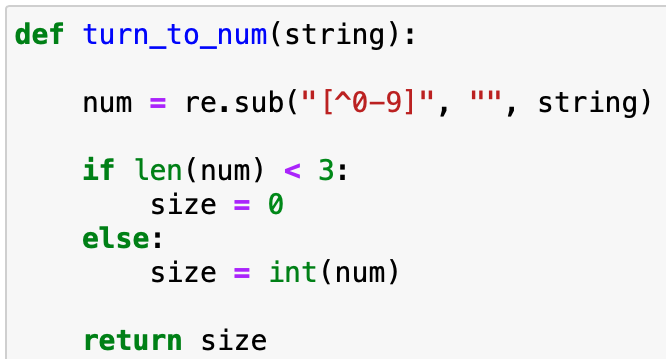 def turn_to_num(string):
    num = re.sub("[^0-9]", "", string)
    if len(num) < 3:
        size = 0
    else:
        size = int(num)
    return size